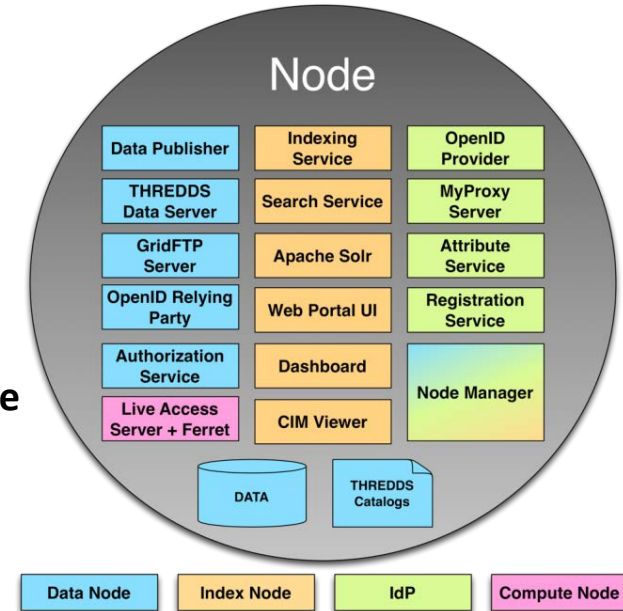 Node
Data Publisher
Indexing
Service
OpenID
Provider
THREDDS
Data Server
Search Service
MyProxy
Server
GridFTP
Server
Apache Solr
Attribute
Service
OpenID Relying
Party
Web Portal UI
Registration
Service
Authorization
Service
Dashboard
Node Manager
e
Live Access
Server + Ferret
CIM Viewer
DATA
THREDDS
Catalogs
Data Node
Index Node
IdP
Compute Node